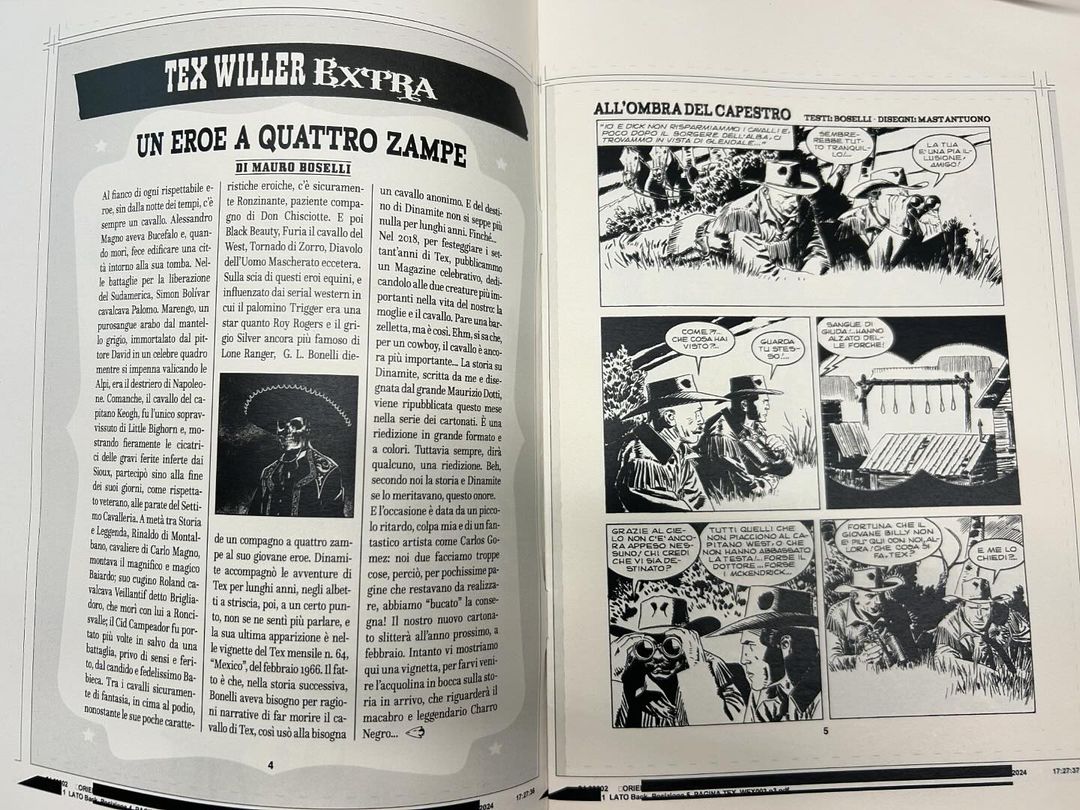 TEX WILLER EXTRA
UN EROE A QUATTRO ZAMPE
DI MAURO BOSELLI
Al fianco di ogni rispettabile e-
roe, sin dalla notte dei tempi, c'è
sempre un cavallo. Alessandro
Magno aveva Bucefalo e, quan-
do morì, fece edificare una cit-
tà intorno alla sua tomba. Nel-
le battaglie per la liberazione
del Sudamerica, Simon Bolívar
cavalcava Palomo. Marengo, un
purosangue arabo dal mantel-
lo grigio, immortalato dal pit-
tore David in un celebre quadro
mentre si impenna valicando le
Alpi, era il destriero di Napoleo-
ne. Comanche, il cavallo del ca-
pitano Keogh, fu l'unico soprav-
vissuto di Little Bighorn e, mo-
strando fieramente le cicatri-
ci delle gravi ferite inferte dai
Sioux, partecipò sino alla fine
dei suoi giorni, come rispetta-
to veterano, alle parate del Setti-
mo Cavalleria. A metà tra Storia
e Leggenda, Rinaldo di Montal-
bano, cavaliere di Carlo Magno,
montava il magnifico e magico
Baiardo; suo cugino Roland ca-
valcava Veillantif detto Briglia-
doro, che morì con lui a Ronci-
svalle; il Cid Campeador fu por-
tato più volte in salvo da una
battaglia, privo di sensi e feri-
to, dal candido e fedelissimo Ba-
bieca. Tra i cavalli sicuramen-
te di fantasia, in cima al podio,
nonostante le sue poche caratte-
ristiche eroiche, c'è sicuramen-
te Ronzinante, paziente compa-
gno di Don Chisciotte. E poi
Black Beauty, Furia il cavallo del
West, Tornado di Zorro, Diavolo
dell'Uomo Mascherato eccetera.
Sulla scia di questi eroi equini, e
influenzato dai serial western in
cui il palomino Trigger era una
star quanto Roy Rogers e il gri-
gio Silver ancora più famoso di
Lone Ranger, G. L. Bonelli die-
de un compagno a quattro zam-
pe al suo giovane eroe. Dinami-
te accompagnò le avventure di
Tex per lunghi anni, negli albet-
ti a striscia, poi, a un certo pun-
to, non se ne sentì più parlare, e
la sua ultima apparizione è nel-
le vignette del Tex mensile n. 64,
"Mexico", del febbraio 1966. Il fat-
to è che, nella storia successiva,
Bonelli aveva bisogno per ragio-
ni narrative di far morire il ca-
vallo di Tex, così usò alla bisogna
un cavallo anonimo. E del desti-
no di Dinamite non si seppe più
nulla per lunghi anni. Finché...
Nel 2018, per festeggiare i set-
tant'anni di Tex, pubblicammo
un Magazine celebrativo, dedi-
candolo alle due creature più im-
portanti nella vita del nostro: la
moglie e il cavallo. Pare una bar-
zelletta, ma è così. Ehm, si sa che,
per un cowboy, il cavallo è anco-
ra più importante... La storia su
Dinamite, scritta da me e dise-
gnata dal grande Maurizio Dotti,
viene ripubblicata questo mese
nella serie dei cartonati. È una
riedizione in grande formato e
a colori. Tuttavia sempre, dirà
qualcuno, una riedizione. Beh,
secondo noi la storia e Dinamite
se lo meritavano, questo onore.
E l'occasione è data da un picco-
lo ritardo, colpa mia e di un fan-
tastico artista come Carlos Go-
mez: noi due facciamo troppe
cose, perciò, per pochissime pa-
gine che restavano da realizza-
re, abbiamo "bucato" la conse-
gna! Il nostro nuovo cartona-
to slitterà all'anno prossimo, a
febbraio. Intanto vi mostriamo
qui una vignetta, per farvi veni-
re l'acquolina in bocca sulla sto-
ria in arrivo, che riguarderà il
macabro e leggendario Charro
Negro...
4
ALL'OMBRA DEL CAPESTRO
TESTI: BOSELLI · DISEGNI: MASTANTUONO
"IO E DICK NON RISPARMIAMMO I CAVALLI E,
POCO DOPO IL SORGERE DELL'ALBA, CI
TROVAMMO IN VISTA DI GLENDALE..."
SEMBRE-
REBBE TUT-
TO TRANQUIL-
LO!...
LA TUA
E' UNA PIA IL-
LUSIONE,
AMIGO!
COME?!...
CHE COSA HAI
VISTO?...
GUARDA
TU STES-
SO!...
SANGUE DI
GIUDA!...HANNO
ALZATO DEL-
LE FORCHE!
GRAZIE AL CIE-
LO NON C'E' ANCO-
RA APPESO NES-
SUNO! CHI CREDI
CHE VI SIA DE-
STINATO?
TUTTI QUELLI CHE
NON PIACCIONO AL CA-
PITANO WEST, O CHE
NON HANNO ABBASSATO
LA TESTA!... FORSE IL
DOTTORE... FORSE
I MCKENDRICK...
FORTUNA CHE IL
GIOVANE BILLY NON
E' PIU' QUI CON NOI, AL-
LORA! CHE COSA SI
FA, TEX?
E ME LO
CHIEDI?...
5
2024
17:27:36
2024
17:27:37